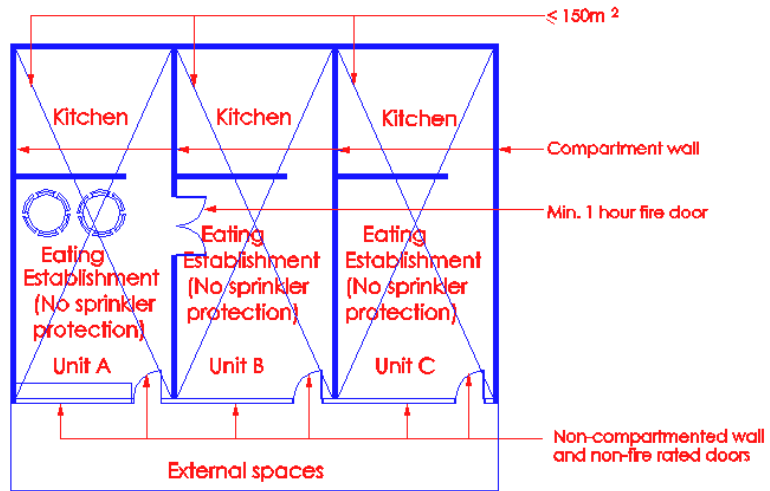 ≤ 150m ²
Kitchen
Kitchen
Kitchen
Compartment wall
Min. 1 hour fire door
Eating
Establishment
(No sprinkler
protection)
Unit A
Eating
Establishment
(No sprinkler
protection)
Unit B
Eating
Establishment
(No sprinkler
protection)
Unit C
Non-compartmented wall
and non-fire rated doors
External spaces